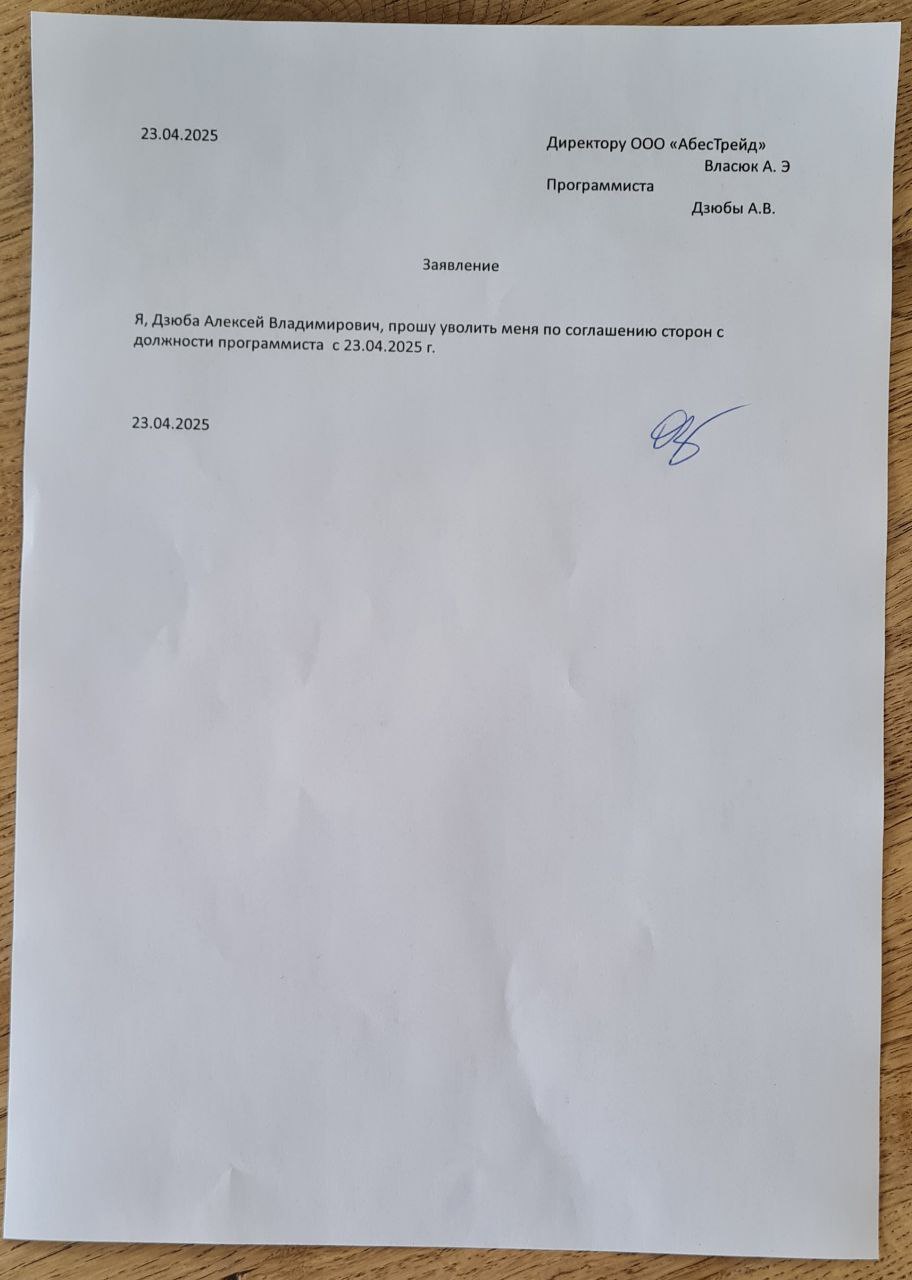 23.04.2025
Директору ООО «АбесТрейд»
Власюк А. Э
Программиста
Дзюбы А.В.
Заявление
Я, Дзюба Алексей Владимирович, прошу уволить меня по соглашению сторон с
должности программиста  с 23.04.2025 г.
23.04.2025